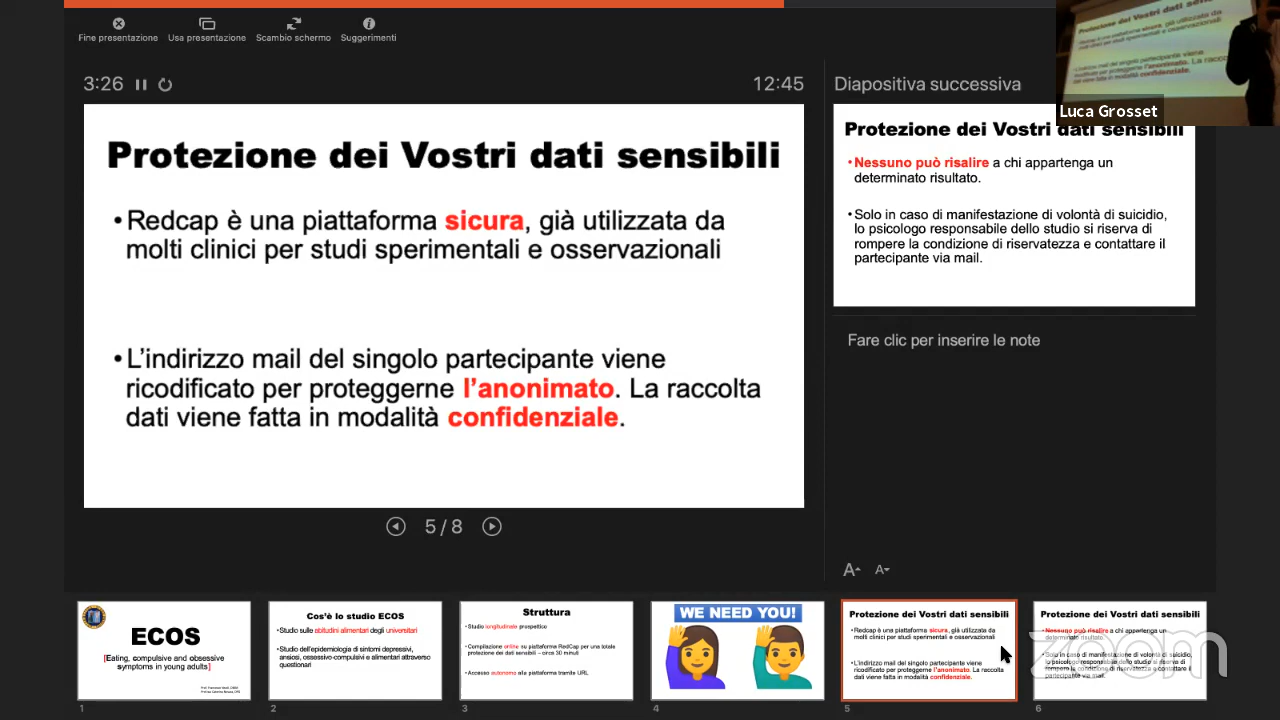 Fine presentazione
Usa presentazione
Scambio schermo
Suggerimenti
3:26
12:45
Protezione dei Vostri dati sensibili
•Redcap è una piattaforma sicura, già utilizzata da
molti clinici per studi sperimentali e osservazionali
•L'indirizzo mail del singolo partecipante viene
ricodificato per proteggerne l'anonimato. La raccolta
dati viene fatta in modalità confidenziale.
5/8
Diapositiva successiva
Luca Grosset
Protezione dei Vostri dati sensibili
•Nessuno può risalire a chi appartenga un
determinato risultato.
•Solo in caso di manifestazione di volontà di suicidio,
lo psicologo responsabile dello studio si riserva di
rompere la condizione di riservatezza e contattare il
partecipante via mail.
Fare clic per inserire le note
A A
ECOS
[Eating, compulsive and obsessive
symptoms in young adults]
1
Cos'è lo studio ECOS
•Studio sulle abitudini alimentari degli universitari
•Studio dell'epidemiologia di sintomi depressivi,
ansiosi, ossessivo-compulsivi e alimentari attraverso
questionari
2
Struttura
•Studio longitudinale prospettico
•Compilazione online su piattaforma RedCap per una totale
protezione dei dati sensibili – circa 30 minuti
•Accesso autonomo alla piattaforma tramite URL
3
WE NEED YOU!
4
Protezione dei Vostri dati sensibili
•Redcap è una piattaforma sicura, già utilizzata da
molti clinici per studi sperimentali e osservazionali
•L'indirizzo mail del singolo partecipante viene
ricodificato per proteggerne l'anonimato. La raccolta
dati viene fatta in modalità confidenziale.
5
Protezione dei Vostri dati sensibili
•Nessuno può risalire a chi appartenga un
determinato risultato.
•Solo in caso di manifestazione di volontà di suicidio,
lo psicologo responsabile dello studio si riserva di
rompere la condizione di riservatezza e contattare il
partecipante via mail.
6
zoom